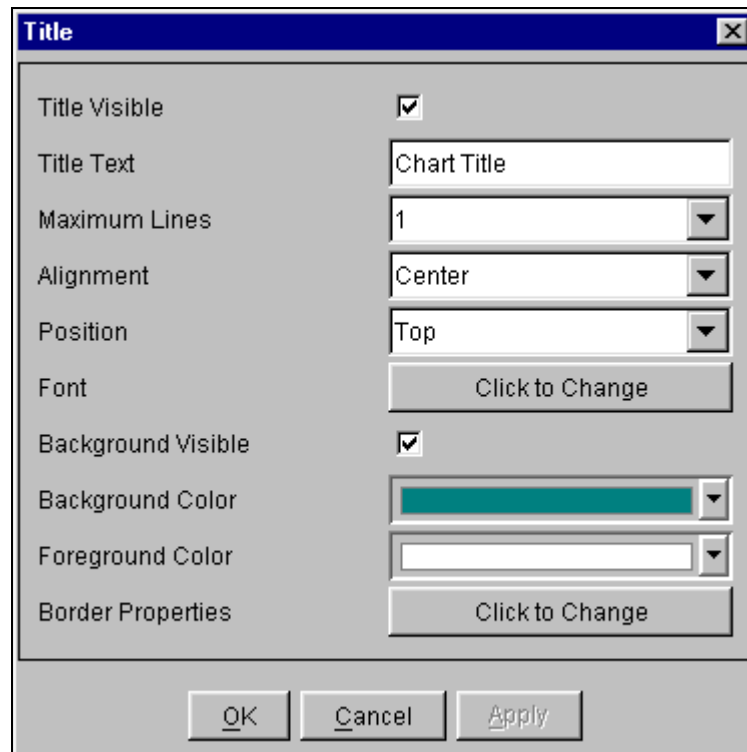 Title
Title Visible
Title Text Chart Title
Maximum Lines 1
Alignment Center
Position Top
Font Click to Change
Background Visible
Background Color
Foreground Color
Border Properties Click to Change
OK Cancel Apply